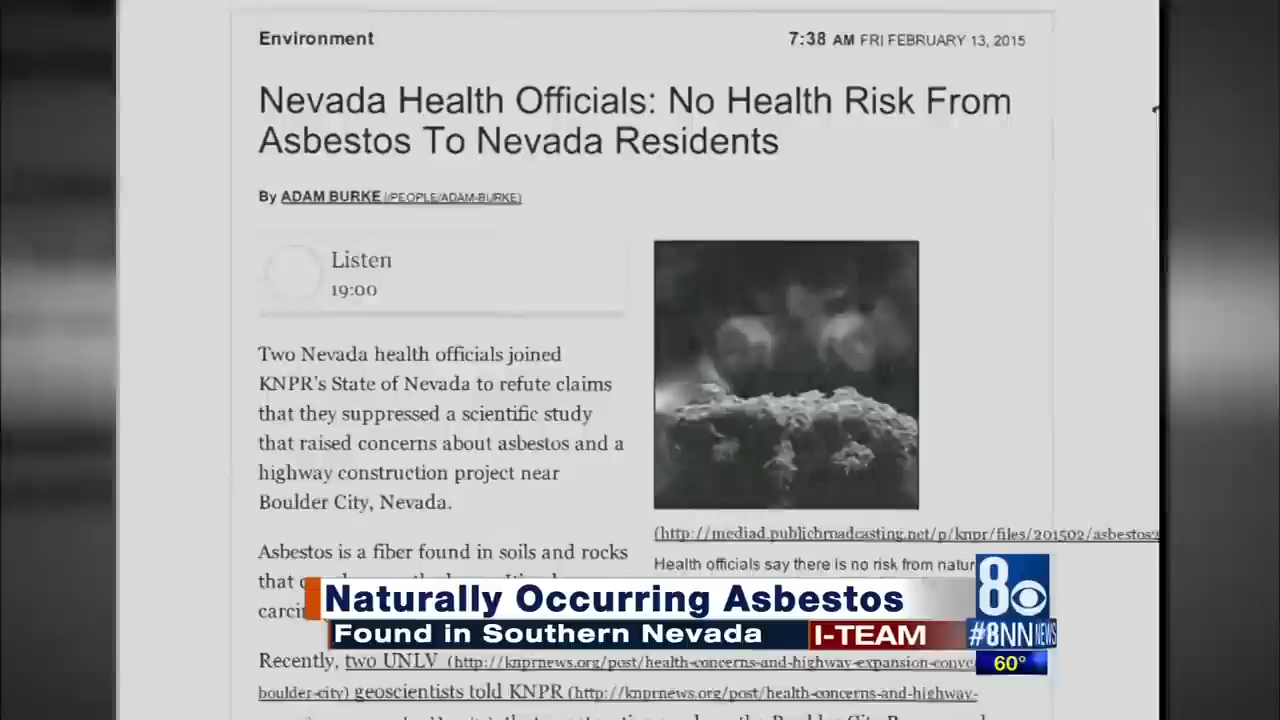 Environment
7:38 AM FRI FEBRUARY 13, 2015
Nevada Health Officials: No Health Risk From
Asbestos To Nevada Residents
By ADAM BURKE (/PEOPLE/ADAM-BURKE)
Listen
19:00
Two Nevada health officials joined
KNPR's State of Nevada to refute claims
that they suppressed a scientific study
that raised concerns about asbestos and a
highway construction project near
Boulder City, Nevada.
(http://mediad.publicbroadcasting.net/p/knpr/files/201502/asbestos2
Health officials say there is no risk from natur
Asbestos is a fiber found in soils and rocks
that
carcin
Recently, two UNLV (http://knprnews.org/post/health-concerns-and-highway-expansion-conve
boulder-city) geoscientists told KNPR (http://knprnews.org/post/health-concerns-and-highway-
Naturally Occurring Asbestos
Found in Southern Nevada
I-TEAM
8
#8NN NEWS
60°